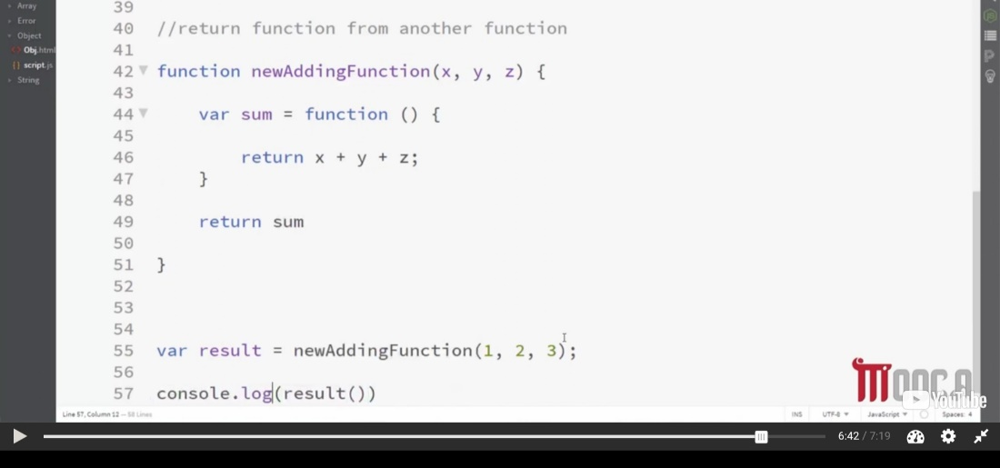 Array
Error
Object
Obj.html
script.js
String
39
40 //return function from another function
41
42 function newAddingFunction(x, y, z) {
43
44 var sum = function () {
45
46 return x + y + z;
47 }
48
49 return sum
50
51 }
52
53
54
55 var result = newAddingFunction(1, 2, 3);
56
57 console.log(result())
YouTube
Line 57, Column 12 — 58 Lines
INS UTF-8 JavaScript Spaces: 4
6:42 / 7:19